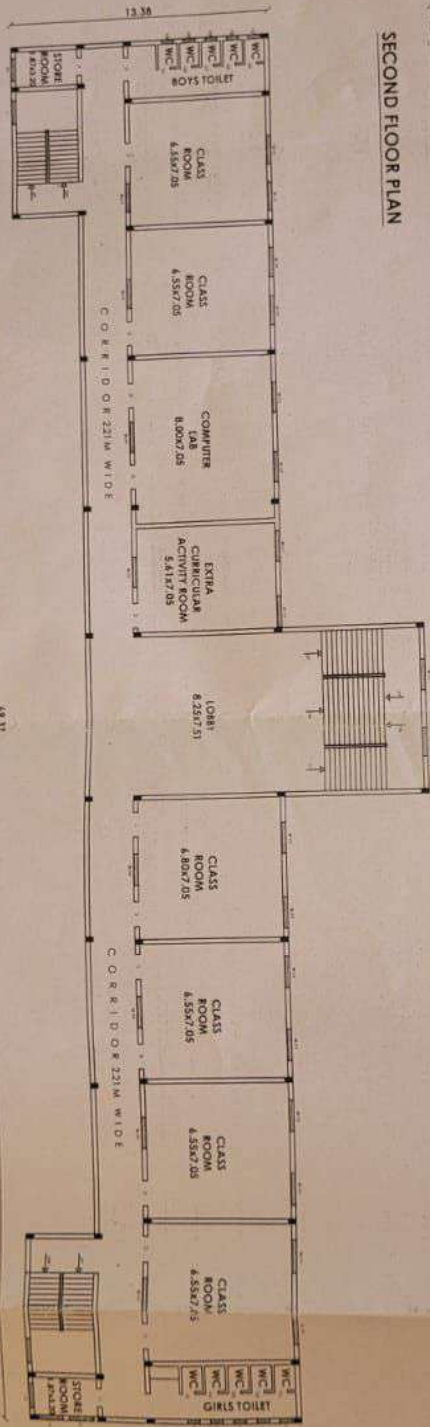 SECOND FLOOR PLAN
13.38
STORE
ROOM
WC
WC
WC
WC
WC
BOYS TOILET
CLASS
ROOM
6.55x7.05
CLASS
ROOM
6.55x7.05
COMPUTER
LAB
8.00x7.05
EXTRA
CURRICULAR
ACTIVITY ROOM
5.61x7.05
CORRIDOR 2.21M WIDE
LOBBY
8.25x7.51
CLASS
ROOM
6.80x7.05
CLASS
ROOM
6.55x7.05
CLASS
ROOM
6.55x7.05
CLASS
ROOM
6.55x7.05
CORRIDOR 2.21M WIDE
WC
WC
WC
WC
WC
GIRLS TOILET
STORE
ROOM